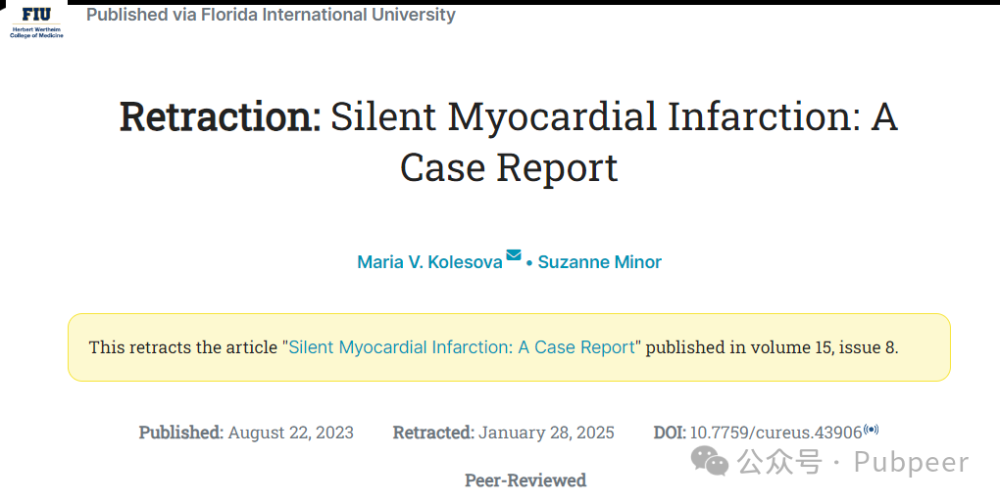 FIU
Published via Florida International University
Herbert Wertheim
College of Medicine
Retraction: Silent Myocardial Infarction: A
Case Report
Maria V. Kolesova • Suzanne Minor
This retracts the article "Silent Myocardial Infarction: A Case Report" published in volume 15, issue 8.
Published: August 22, 2023 Retracted: January 28, 2025 DOI: 10.7759/cureus.43906
公众号 · Pubpeer
Peer-Reviewed